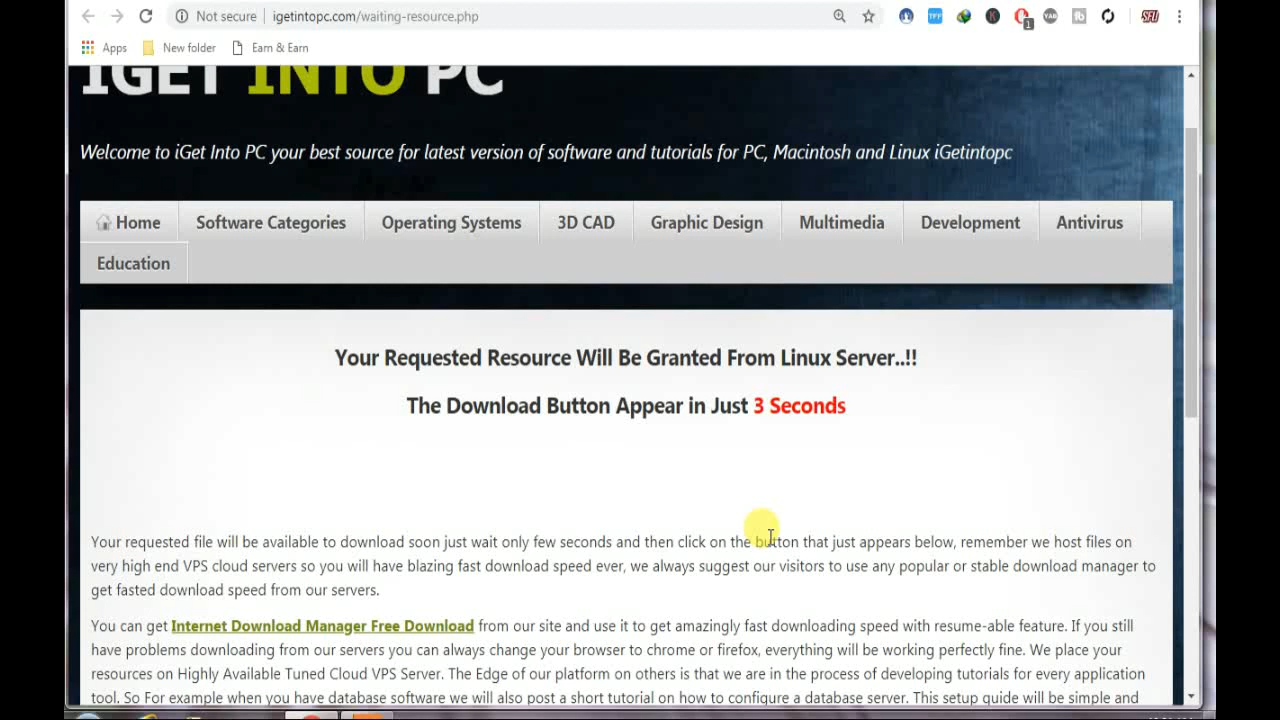 Not secure | igetintopc.com/waiting-resource.php
TFF
K
1
YAB
tb
SFU
Apps New folder Earn & Earn
IGET INTO PC
Welcome to iGet Into PC your best source for latest version of software and tutorials for PC, Macintosh and Linux iGetintopc
Home Software Categories Operating Systems 3D CAD Graphic Design Multimedia Development Antivirus
Education
Your Requested Resource Will Be Granted From Linux Server..!!
The Download Button Appear in Just 3 Seconds
Your requested file will be available to download soon just wait only few seconds and then click on the button that just appears below, remember we host files on
very high end VPS cloud servers so you will have blazing fast download speed ever, we always suggest our visitors to use any popular or stable download manager to
get fasted download speed from our servers.
You can get Internet Download Manager Free Download from our site and use it to get amazingly fast downloading speed with resume-able feature. If you still
have problems downloading from our servers you can always change your browser to chrome or firefox, everything will be working perfectly fine. We place your
resources on Highly Available Tuned Cloud VPS Server. The Edge of our platform on others is that we are in the process of developing tutorials for every application
tool. So For example when you have database software we will also post a short tutorial on how to configure a database server. This setup guide will be simple and